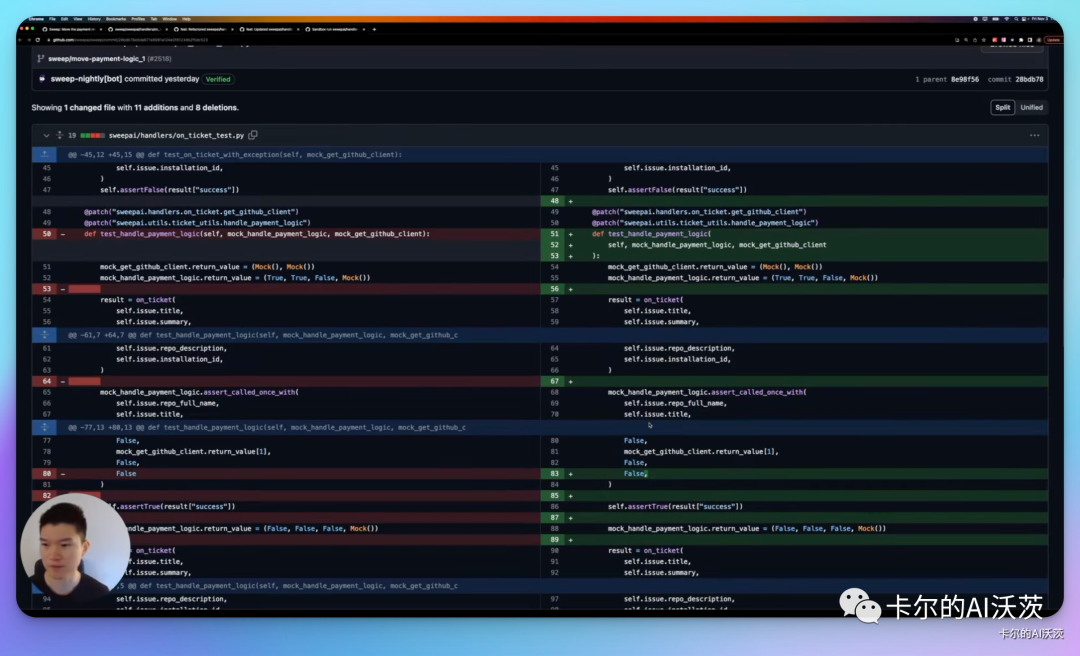 Chrome File Edit View History Bookmarks Profiles Tab Window Help
sweep/move-payment-logic_1 (#2518)
sweep-nightly[bot] committed yesterday Verified
1 parent 8e98f56 commit 28bdb78
Showing 1 changed file with 11 additions and 8 deletions.
Split Unified
19 sweepai/handlers/on_ticket_test.py
@@ -45,12 +45,15 @@ def test_on_ticket_with_exception(self, mock_get_github_client):
45 self.issue.installation_id, 45 self.issue.installation_id,
46 ) 46 )
47 self.assertFalse(result["success"]) 47 self.assertFalse(result["success"])
48 +
48 @patch("sweepai.handlers.on_ticket.get_github_client") 49 @patch("sweepai.handlers.on_ticket.get_github_client")
49 @patch("sweepai.utils.ticket_utils.handle_payment_logic") 50 @patch("sweepai.utils.ticket_utils.handle_payment_logic")
50 - def test_handle_payment_logic(self, mock_handle_payment_logic, mock_get_github_client): 51 + def test_handle_payment_logic(
52 + self, mock_handle_payment_logic, mock_get_github_client
53 + ):
51 mock_get_github_client.return_value = (Mock(), Mock()) 54 mock_get_github_client.return_value = (Mock(), Mock())
52 mock_handle_payment_logic.return_value = (True, True, False, Mock()) 55 mock_handle_payment_logic.return_value = (True, True, False, Mock())
53 - 56 +
54 result = on_ticket( 57 result = on_ticket(
55 self.issue.title, 58 self.issue.title,
56 self.issue.summary, 59 self.issue.summary,
@@ -61,7 +64,7 @@ def test_handle_payment_logic(self, mock_handle_payment_logic, mock_get_github_c
61 self.issue.repo_description, 64 self.issue.repo_description,
62 self.issue.installation_id, 65 self.issue.installation_id,
63 ) 66 )
64 - 67 +
65 mock_handle_payment_logic.assert_called_once_with( 68 mock_handle_payment_logic.assert_called_once_with(
66 self.issue.repo_full_name, 69 self.issue.repo_full_name,
67 self.issue.title, 70 self.issue.title,
@@ -77,13 +80,13 @@ def test_handle_payment_logic(self, mock_handle_payment_logic, mock_get_github_c
77 False, 80 False,
78 mock_get_github_client.return_value[1], 81 mock_get_github_client.return_value[1],
79 False, 82 False,
80 - False 83 + False,
81 ) 84 )
82 85 +
.assertTrue(result["success"]) 86 self.assertTrue(result["success"])
87 +
handle_payment_logic.return_value = (False, False, False, Mock()) 88 mock_handle_payment_logic.return_value = (False, False, False, Mock())
89 +
= on_ticket( 90 result = on_ticket(
.issue.title, 91 self.issue.title,
.issue.summary, 92 self.issue.summary,
@@ def test_handle_payment_logic(self, mock_handle_payment_logic, mock_get_github_c
94 self.issue.repo_description, 97 self.issue.repo_description,
卡尔的AI沃茨
卡尔的AI沃茨